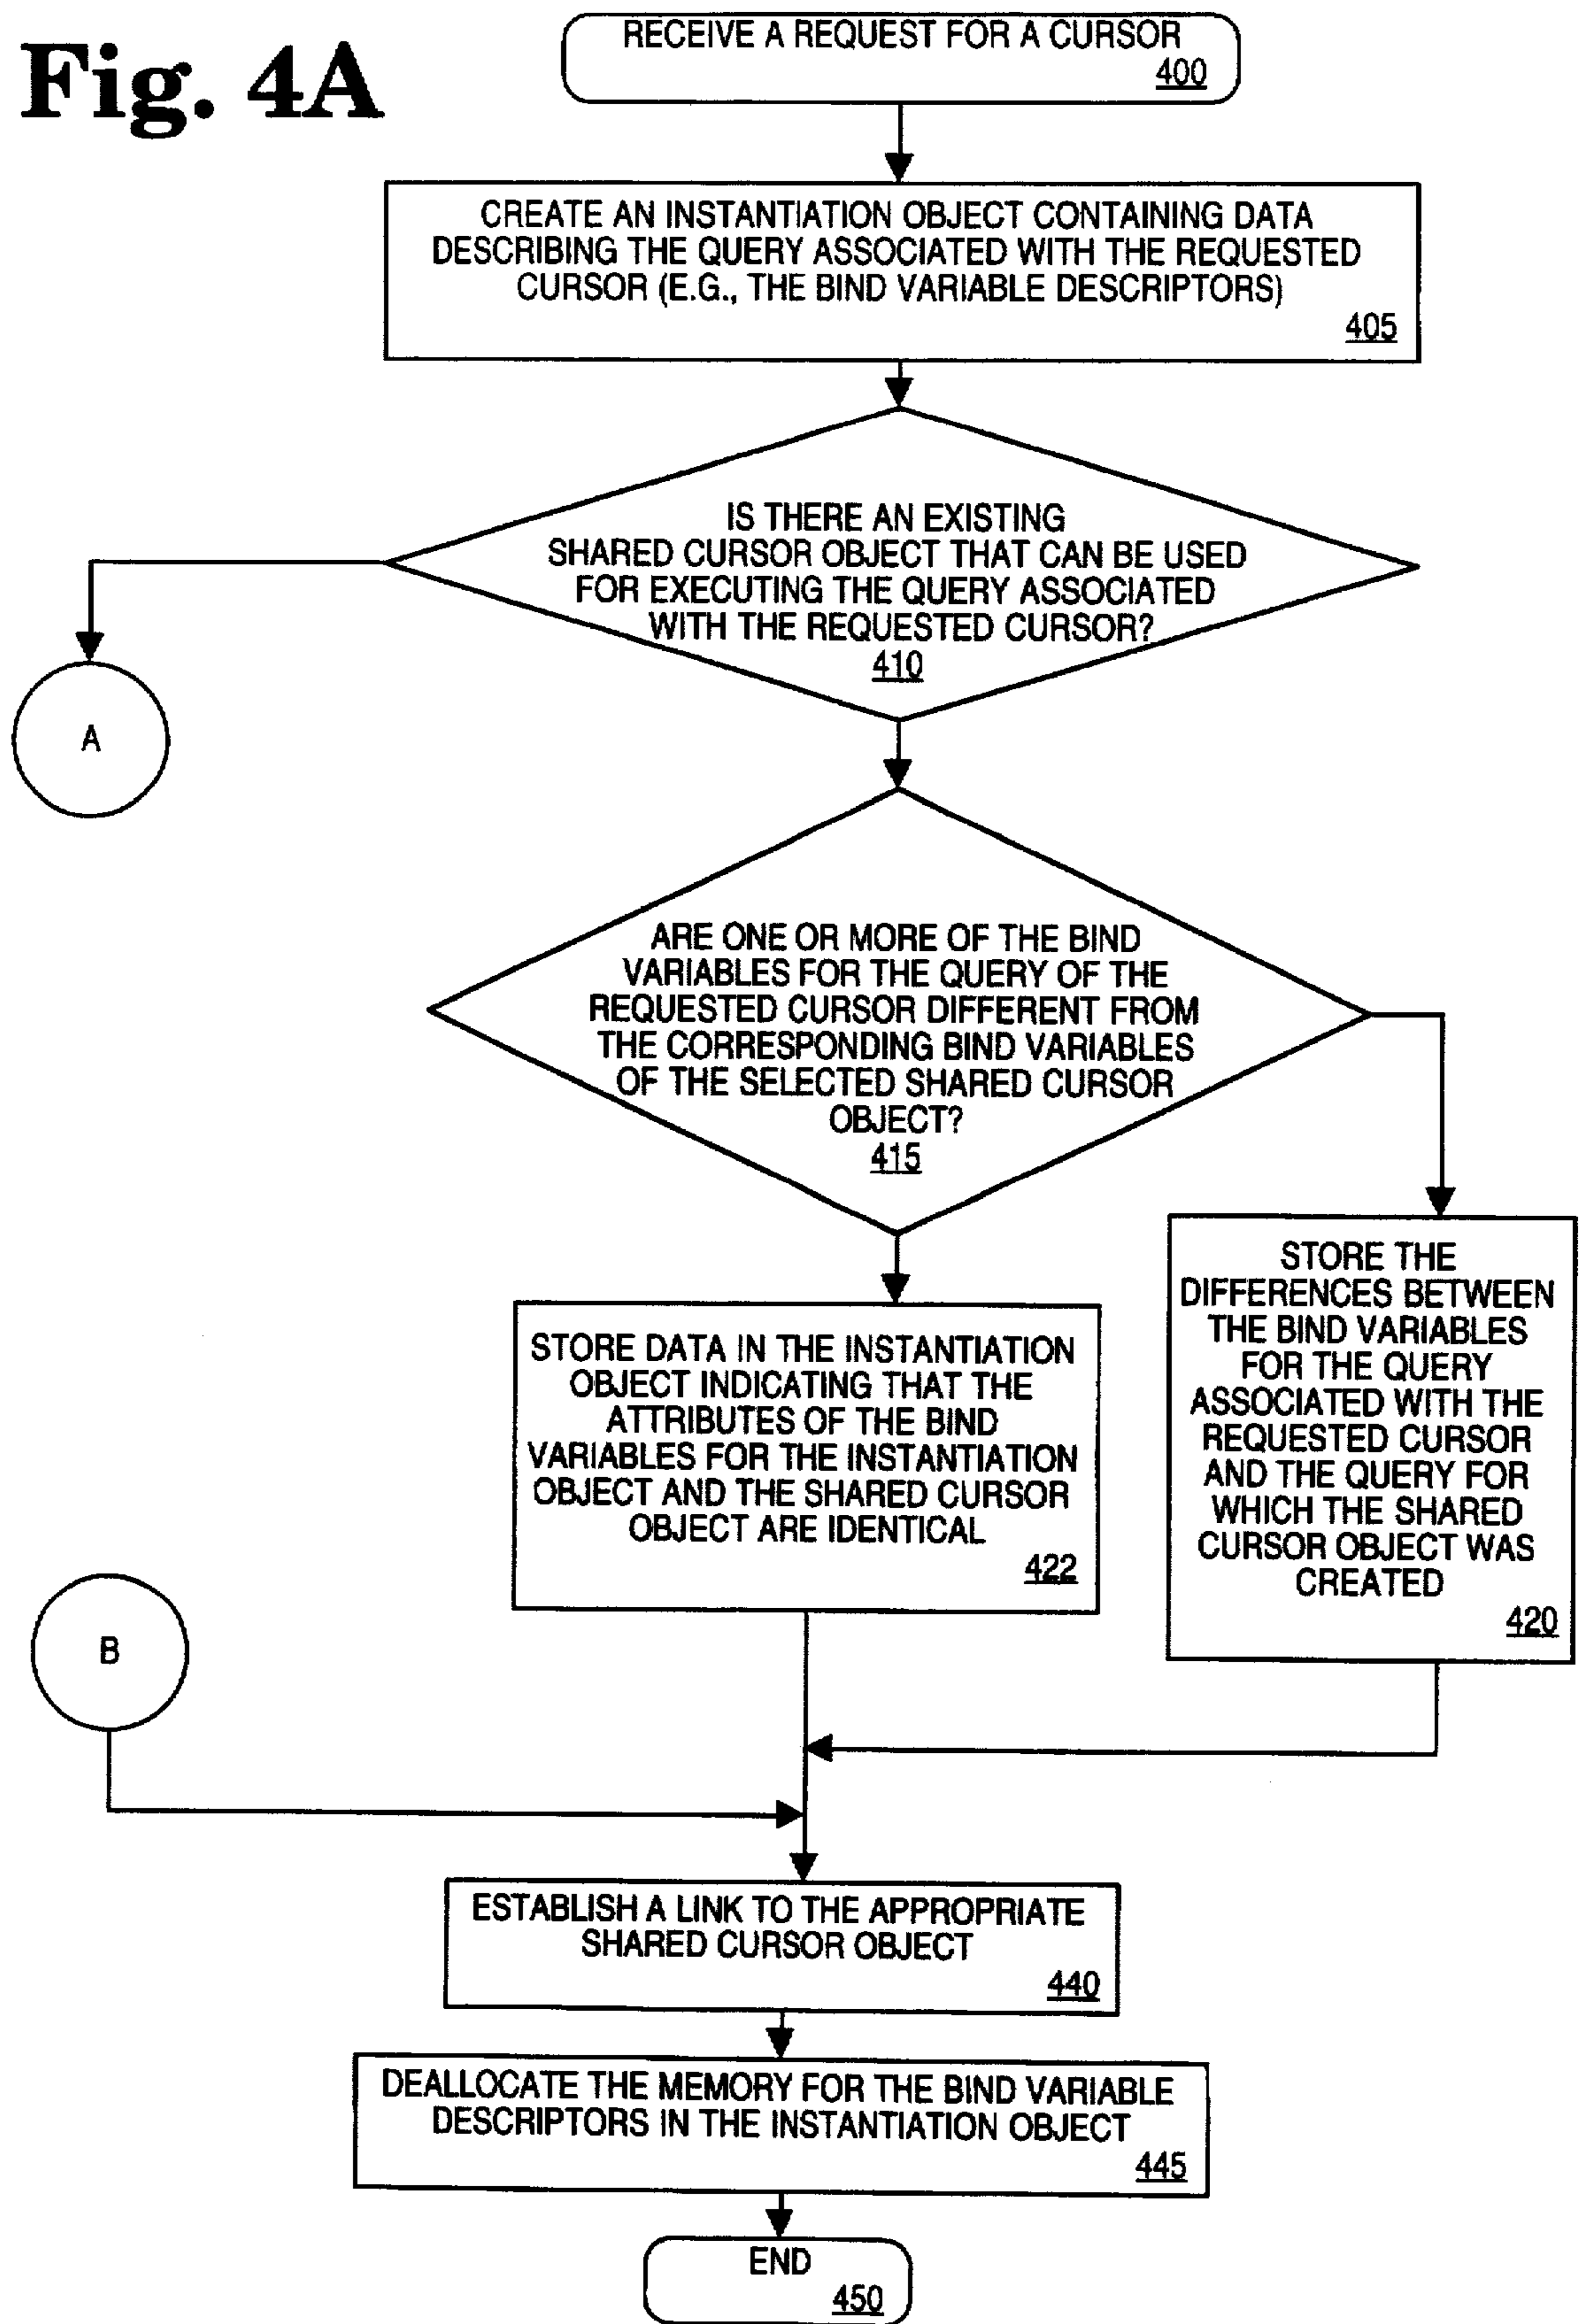 Fig. 4A
RECEIVE A REQUEST FOR A CURSOR
400
CREATE AN INSTANTIATION OBJECT CONTAINING DATA
DESCRIBING THE QUERY ASSOCIATED WITH THE REQUESTED
CURSOR (E.G., THE BIND VARIABLE DESCRIPTORS)
405
IS THERE AN EXISTING
SHARED CURSOR OBJECT THAT CAN BE USED
FOR EXECUTING THE QUERY ASSOCIATED
WITH THE REQUESTED CURSOR?
410
A
ARE ONE OR MORE OF THE BIND
VARIABLES FOR THE QUERY OF THE
REQUESTED CURSOR DIFFERENT FROM
THE CORRESPONDING BIND VARIABLES
OF THE SELECTED SHARED CURSOR
OBJECT?
415
STORE DATA IN THE INSTANTIATION
OBJECT INDICATING THAT THE
ATTRIBUTES OF THE BIND
VARIABLES FOR THE INSTANTIATION
OBJECT AND THE SHARED CURSOR
OBJECT ARE IDENTICAL
422
STORE THE
DIFFERENCES BETWEEN
THE BIND VARIABLES
FOR THE QUERY
ASSOCIATED WITH THE
REQUESTED CURSOR
AND THE QUERY FOR
WHICH THE SHARED
CURSOR OBJECT WAS
CREATED
420
B
ESTABLISH A LINK TO THE APPROPRIATE
SHARED CURSOR OBJECT
440
DEALLOCATE THE MEMORY FOR THE BIND VARIABLE
DESCRIPTORS IN THE INSTANTIATION OBJECT
445
END
450